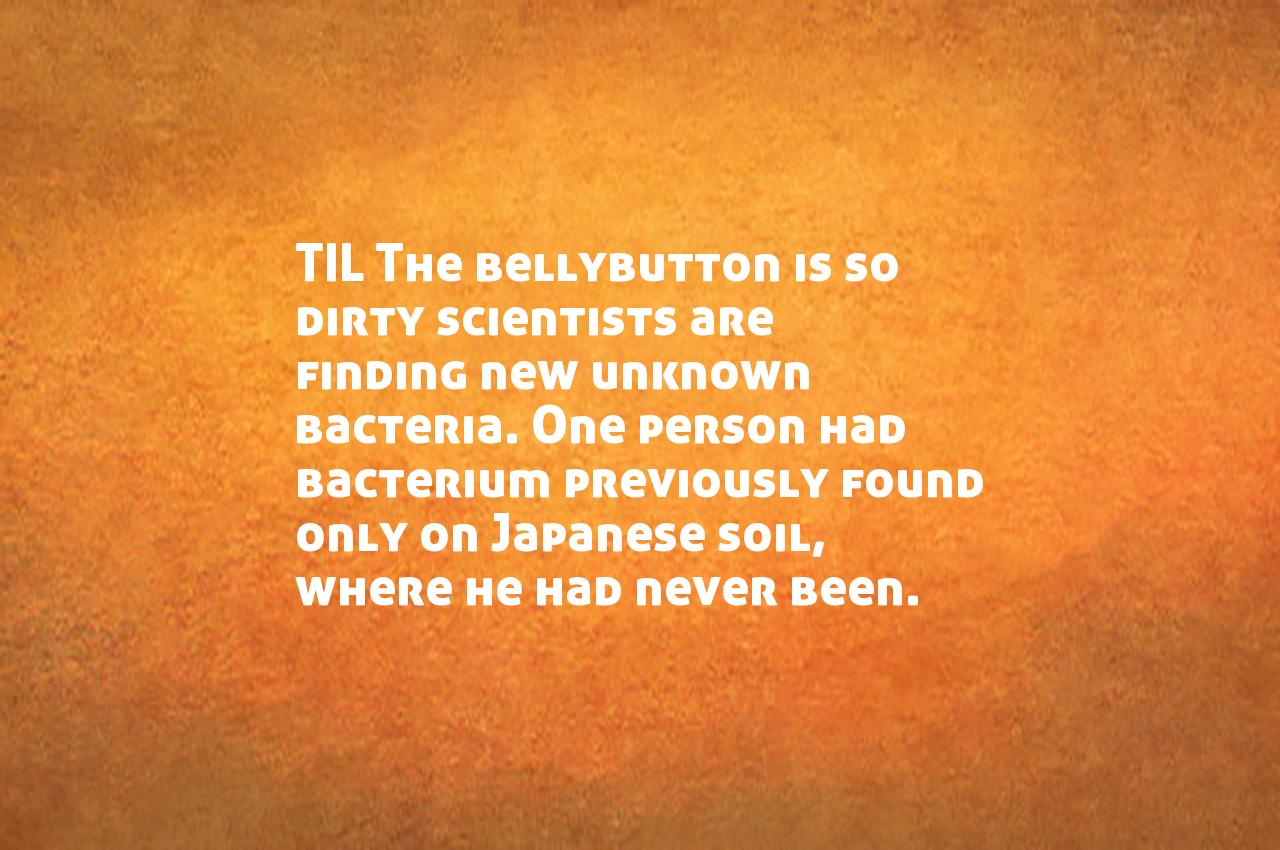 TIL The bellybutton is so
dirty scientists are
finding new unknown
bacteria. One person had
bacterium previously found
only on Japanese soil,
where he had never been.